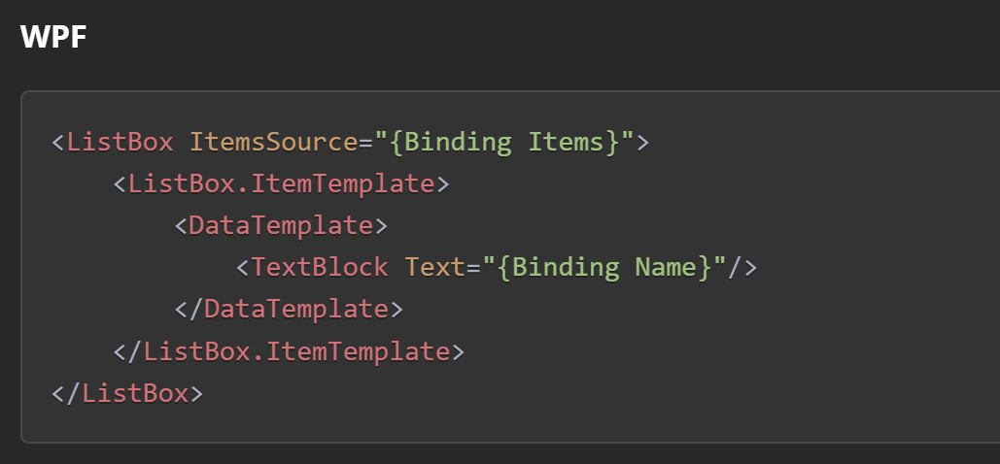 WPF
<ListBox ItemsSource="{Binding Items}">
    <ListBox.ItemTemplate>
        <DataTemplate>
            <TextBlock Text="{Binding Name}"/>
        </DataTemplate>
    </ListBox.ItemTemplate>
</ListBox>